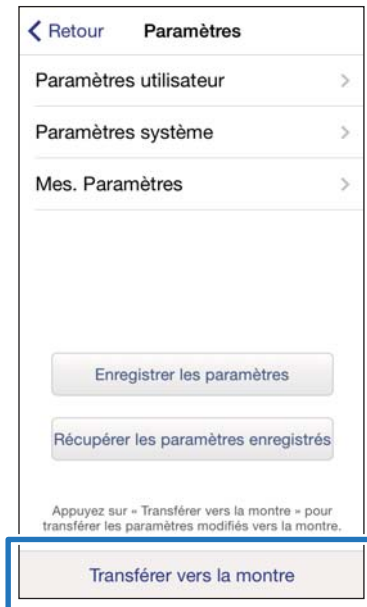 Retour Paramètres
Paramètres utilisateur
Paramètres système
Mes. Paramètres
Enregistrer les paramètres
Récupérer les paramètres enregistrés
Appuyez sur « Transférer vers la montre » pour
transférer les paramètres modifiés vers la montre.
Transférer vers la montre